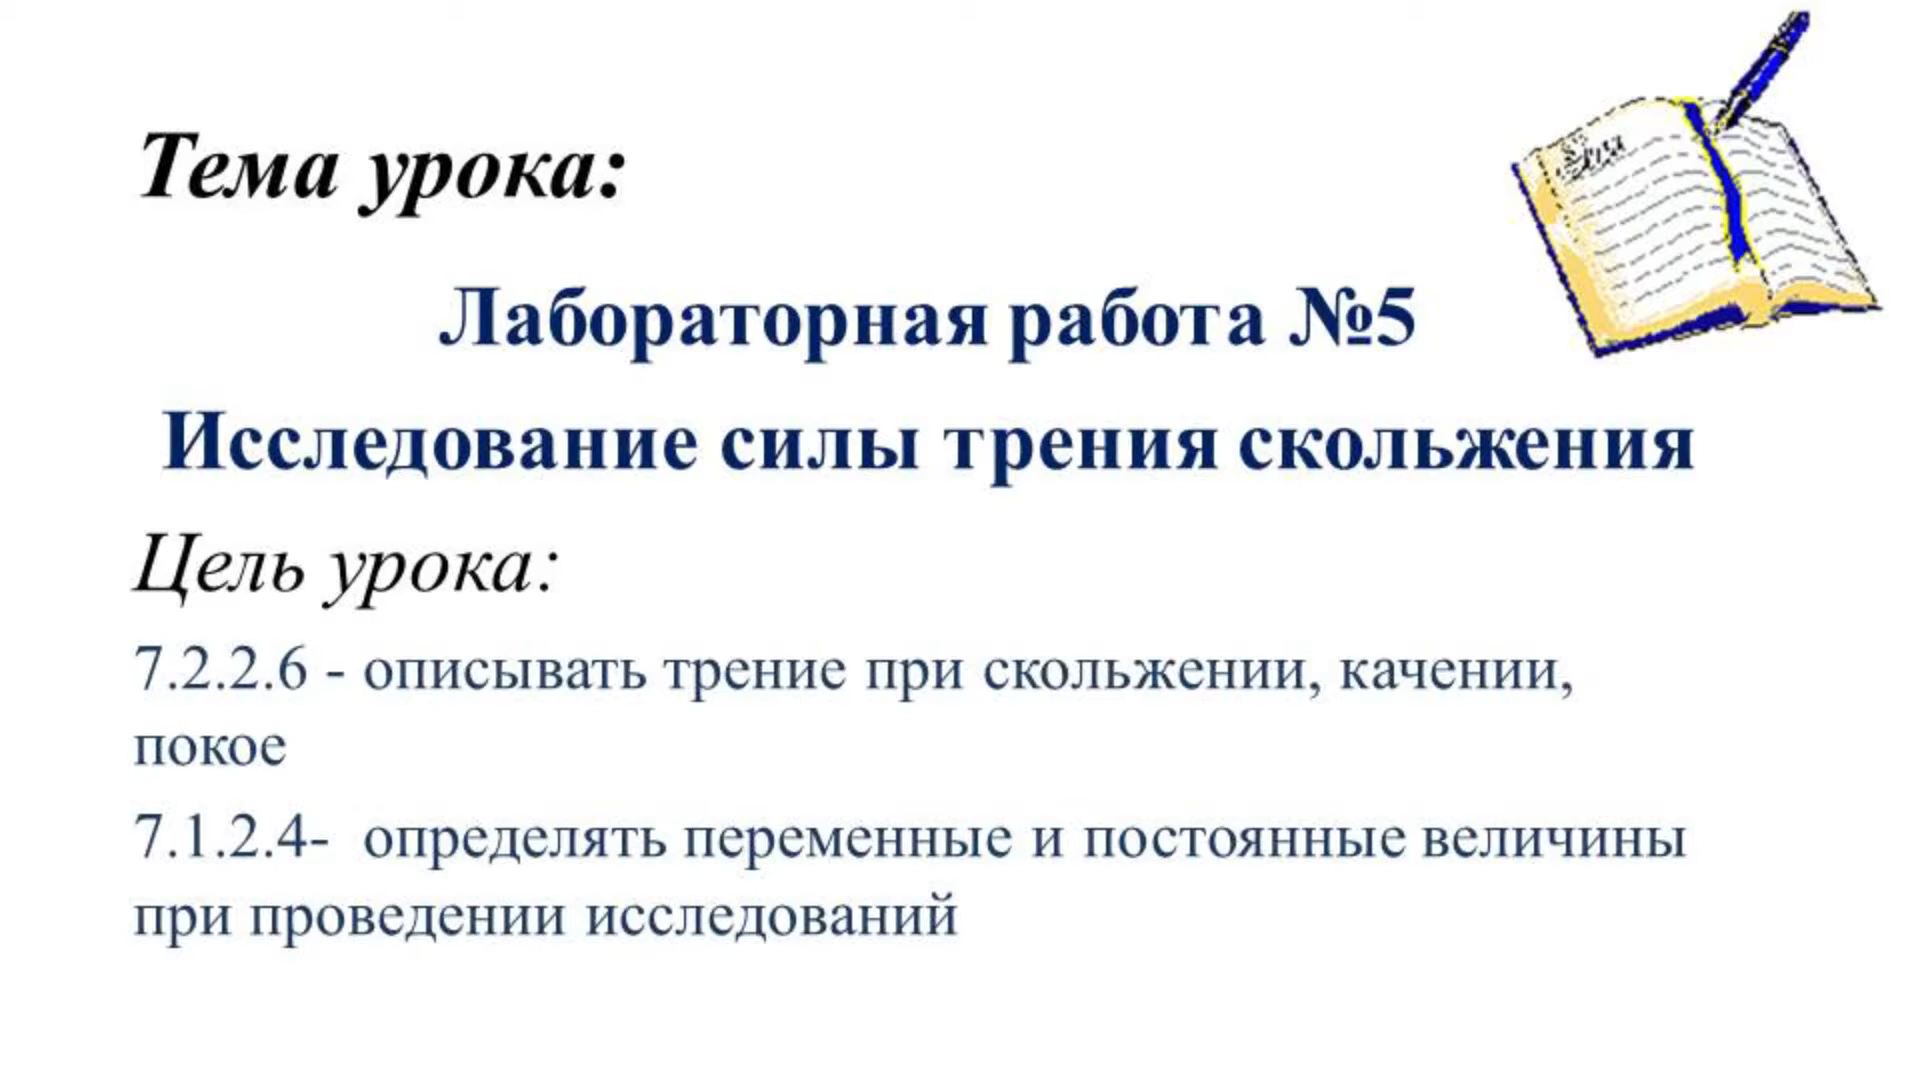 Тема урока:
Лабораторная работа №5
Исследование силы трения скольжения
Цель урока:
7.2.2.6 - описывать трение при скольжении, качении,
покое
7.1.2.4-  определять переменные и постоянные величины
при проведении исследований